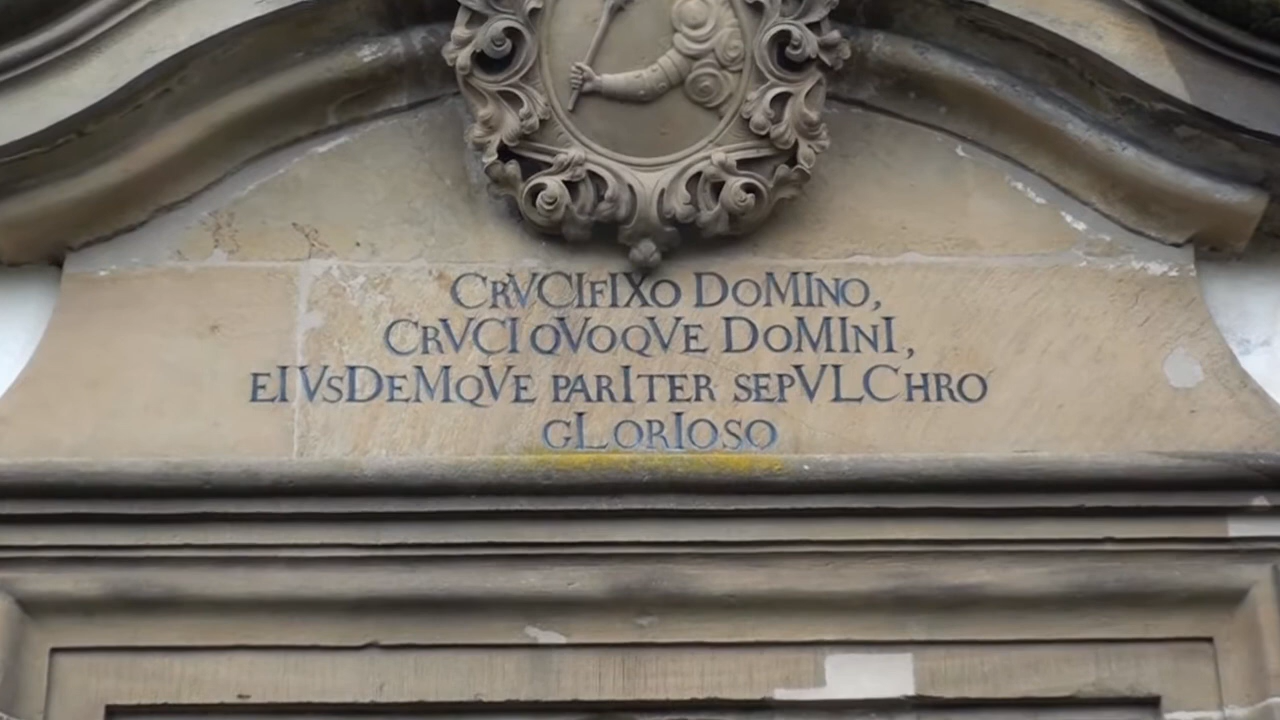 CRVCIFIXO DOMINO,
CRVCI QVOQVE DOMINI,
EIVSDEMQVE PARITER SEPVLCHRO
GLORIOSO